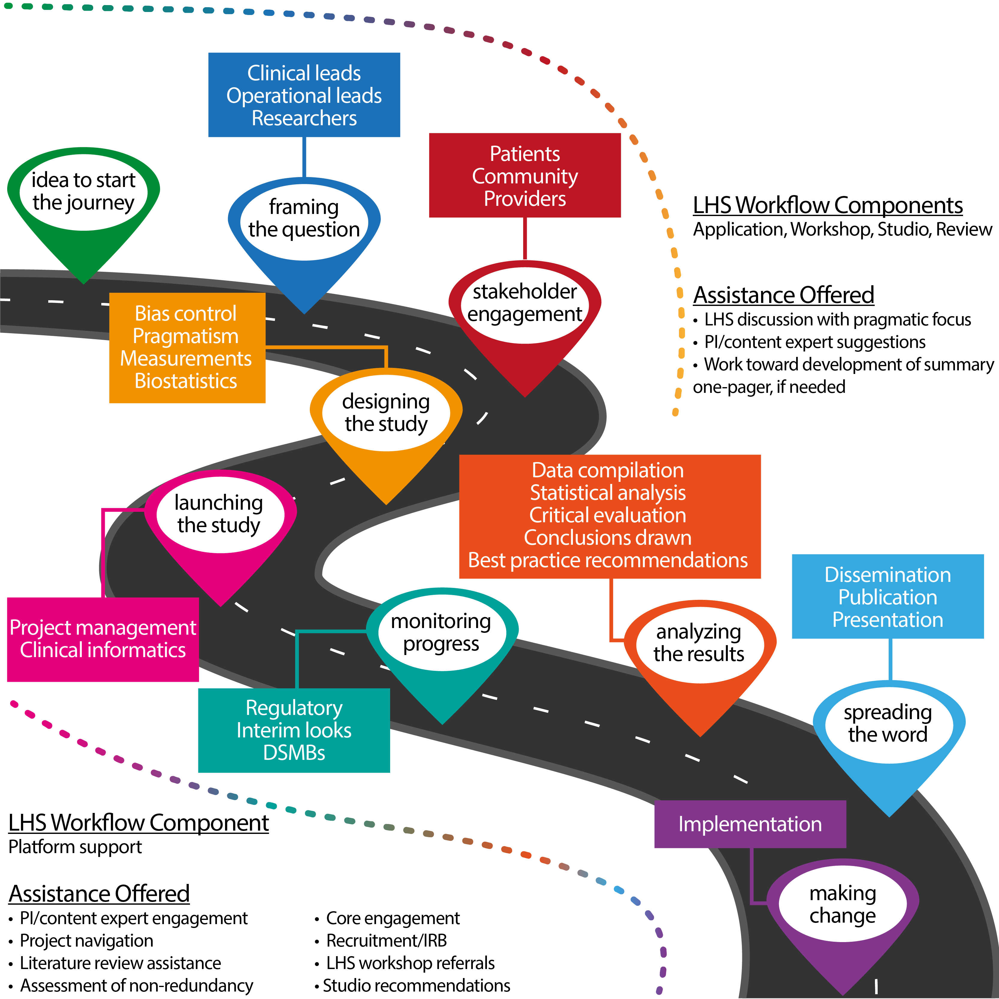 Clinical leads
Operational leads
Researchers
idea to start
the journey
framing
the question
Patients
Community
Providers
stakeholder
engagement
LHS Workflow Components
Application, Workshop, Studio, Review
Assistance Offered
• LHS discussion with pragmatic focus
• PI/content expert suggestions
• Work toward development of summary
one-pager, if needed
Bias control
Pragmatism
Measurements
Biostatistics
designing
the study
launching
the study
Project management
Clinical informatics
monitoring
progress
Regulatory
Interim looks
DSMBs
Data compilation
Statistical analysis
Critical evaluation
Conclusions drawn
Best practice recommendations
analyzing
the results
Dissemination
Publication
Presentation
spreading
the word
Implementation
making
change
LHS Workflow Component
Platform support
Assistance Offered
• PI/content expert engagement
• Project navigation
• Literature review assistance
• Assessment of non-redundancy
• Core engagement
• Recruitment/IRB
• LHS workshop referrals
• Studio recommendations